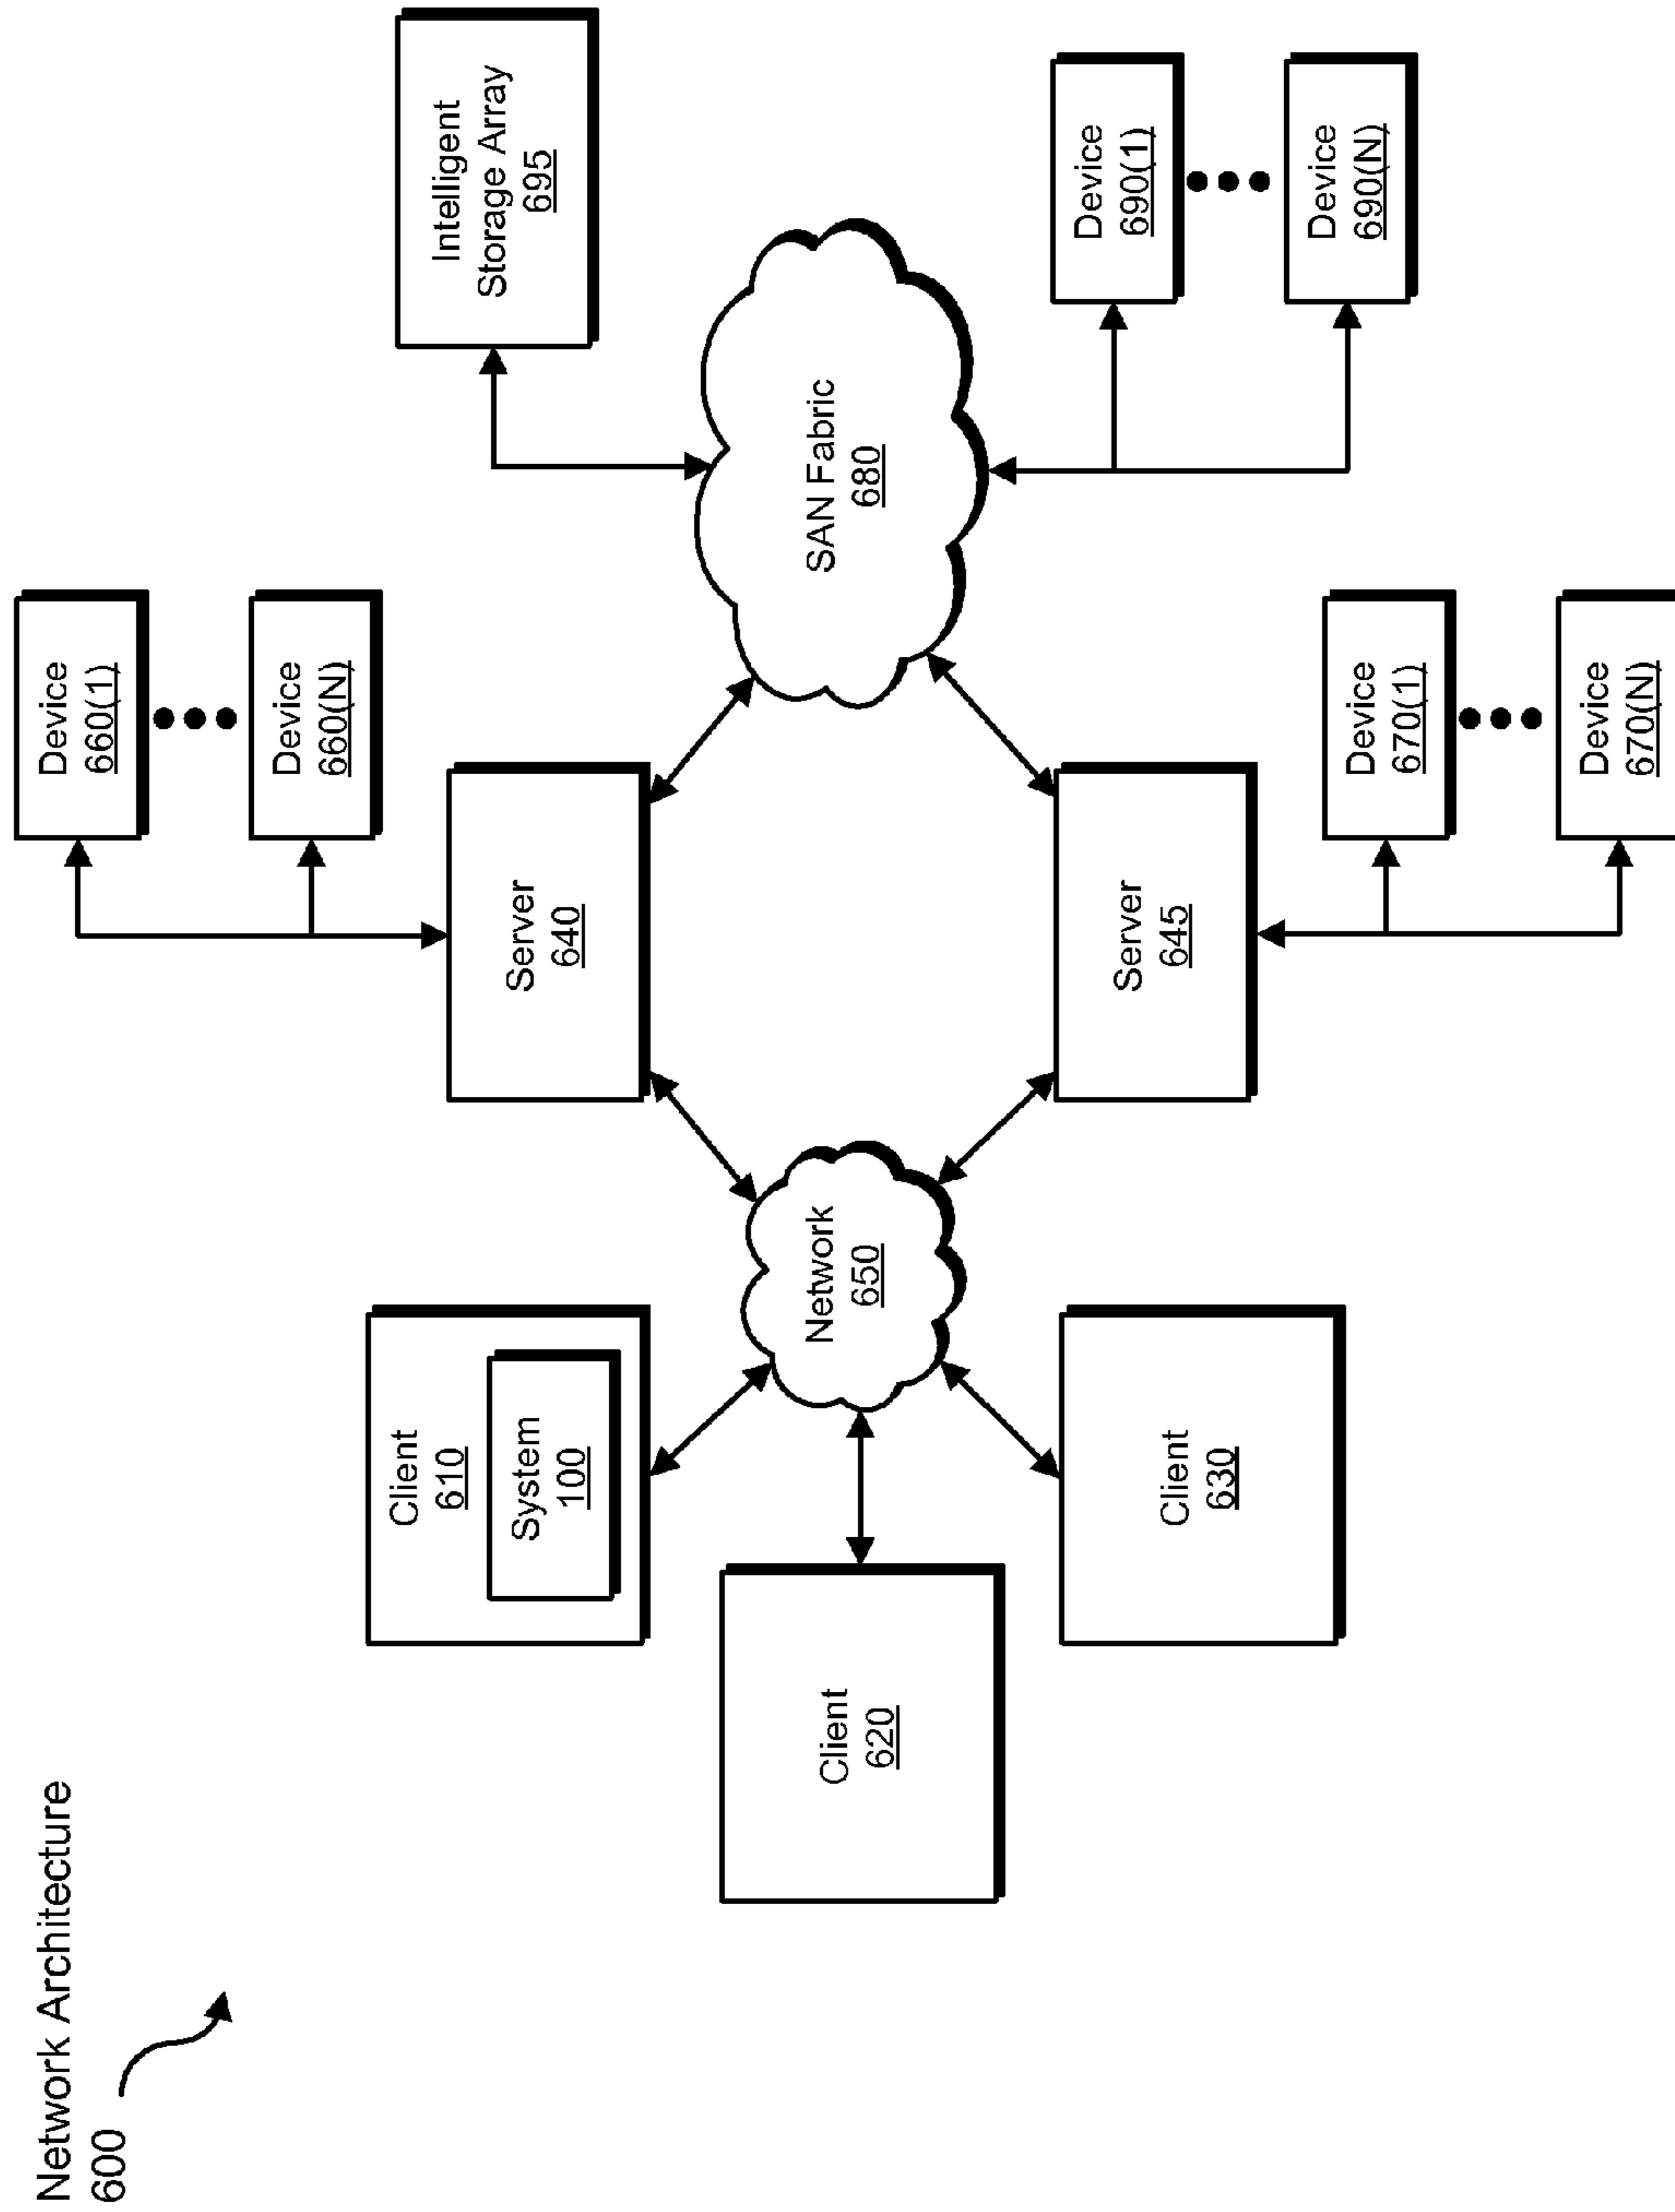 Network Architecture
600
Client
610
System
100
Client
620
Client
630
Network
650
Server
640
Server
645
Device
660(1)
Device
660(N)
Device
670(1)
Device
670(N)
SAN Fabric
680
Intelligent
Storage Array
695
Device
690(1)
Device
690(N)